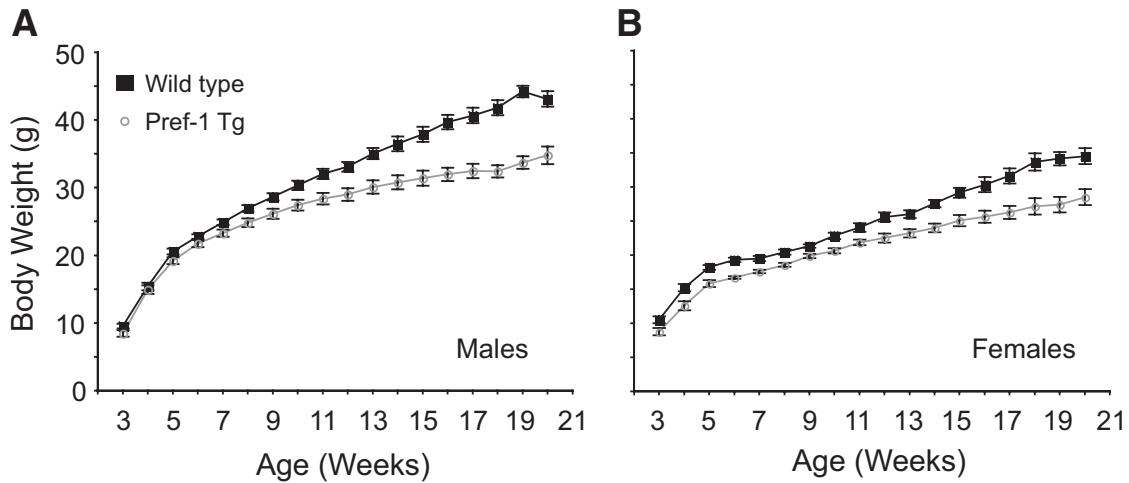 A
B
50
40
30
20
10
0
Body Weight (g)
Wild type
Pref-1 Tg
Males
Females
3 5 7 9 11 13 15 17 19 21
3 5 7 9 11 13 15 17 19 21
Age (Weeks)
Age (Weeks)